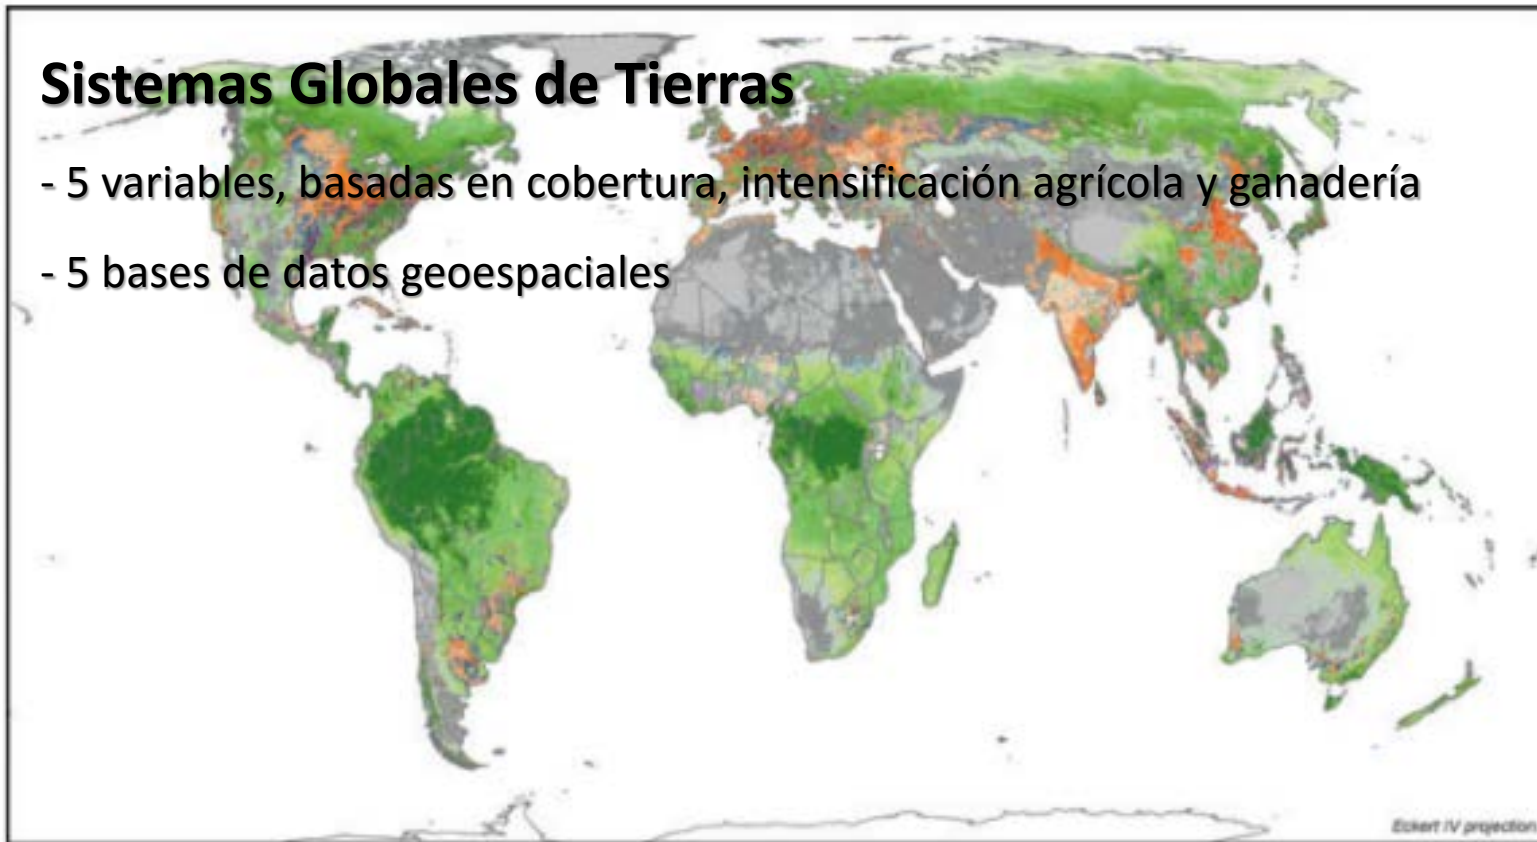 Sistemas Globales de Tierras
- 5 variables, basadas en cobertura, intensificación agrícola y ganadería
- 5 bases de datos geoespaciales
Eckert IV projection